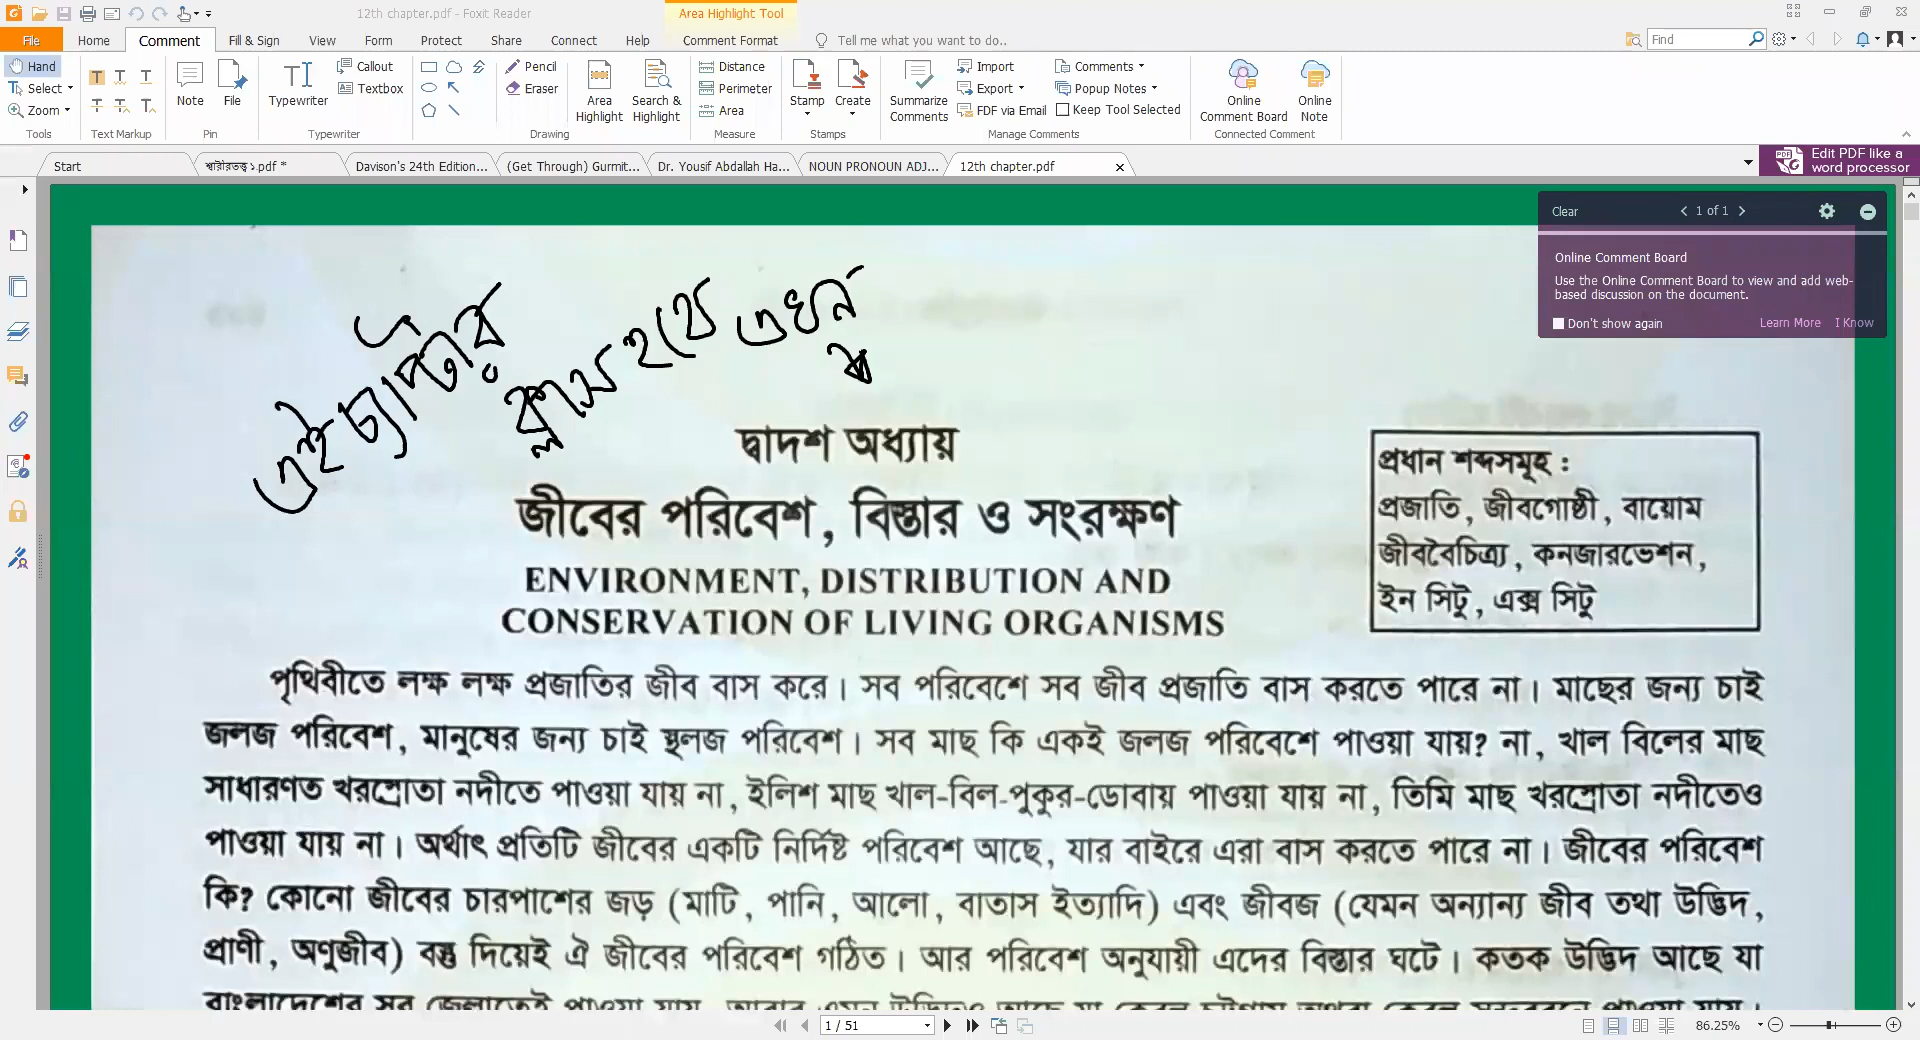 12th chapter.pdf - Foxit Reader
Area Highlight Tool
File Home Comment Fill & Sign View Form Protect Share Connect Help Comment Format Tell me what you want to do.. Find
Hand
Select
Zoom
Tools
Text Markup
Note
File
Pin
Typewriter
Callout
Textbox
Typewriter
Pencil
Eraser
Area Highlight
Search & Highlight
Drawing
Distance
Perimeter
Area
Measure
Stamp
Create
Stamps
Summarize Comments
Import
Export
FDF via Email
Comments
Popup Notes
Keep Tool Selected
Manage Comments
Online Comment Board
Online Note
Connected Comment
Start
শ্বারীরতত্ত্ব ১.pdf *
Davison's 24th Edition...
(Get Through) Gurmit...
Dr. Yousif Abdallah Ha...
NOUN PRONOUN ADJ...
12th chapter.pdf
Edit PDF like a
word processor
Clear
1 of 1
Online Comment Board
Use the Online Comment Board to view and add web-
based discussion on the document.
Don't show again
Learn More I Know
এই চ্যাপ্টার
ক্লাস হবে এখন
দ্বাদশ অধ্যায়
জীবের পরিবেশ, বিস্তার ও সংরক্ষণ
ENVIRONMENT, DISTRIBUTION AND
CONSERVATION OF LIVING ORGANISMS
প্রধান শব্দসমূহ :
প্রজাতি, জীবগোষ্ঠী, বায়োম
জীববৈচিত্র্য, কনজারভেশন,
ইন সিটু, এক্স সিটু
পৃথিবীতে লক্ষ লক্ষ প্রজাতির জীব বাস করে। সব পরিবেশে সব জীব প্রজাতি বাস করতে পারে না। মাছের জন্য চাই
জলজ পরিবেশ, মানুষের জন্য চাই স্থলজ পরিবেশ। সব মাছ কি একই জলজ পরিবেশে পাওয়া যায়? না, খাল বিলের মাছ
সাধারণত খরস্রোতা নদীতে পাওয়া যায় না, ইলিশ মাছ খাল-বিল-পুকুর-ডোবায় পাওয়া যায় না, তিমি মাছ খরস্রোতা নদীতেও
পাওয়া যায় না। অর্থাৎ প্রতিটি জীবের একটি নির্দিষ্ট পরিবেশ আছে, যার বাইরে এরা বাস করতে পারে না। জীবের পরিবেশ
কি? কোনো জীবের চারপাশের জড় (মাটি, পানি, আলো, বাতাস ইত্যাদি) এবং জীবজ (যেমন অন্যান্য জীব তথা উদ্ভিদ,
প্রাণী, অণুজীব) বস্তু দিয়েই ঐ জীবের পরিবেশ গঠিত। আর পরিবেশ অনুযায়ী এদের বিস্তার ঘটে। কতক উদ্ভিদ আছে যা
1 / 51
86.25%